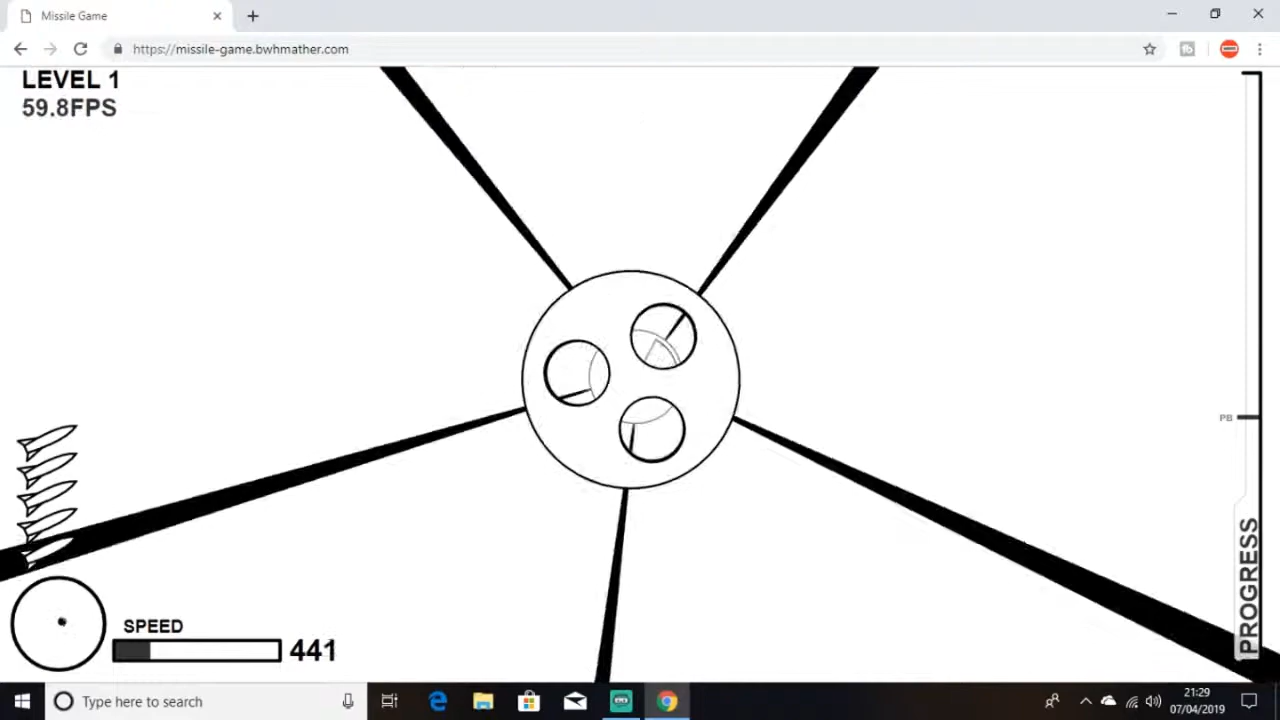 Missile Game
https://missile-game.bwhmather.com
LEVEL 1
59.8FPS
PB
PROGRESS
SPEED
441
Type here to search
21:29
07/04/2019